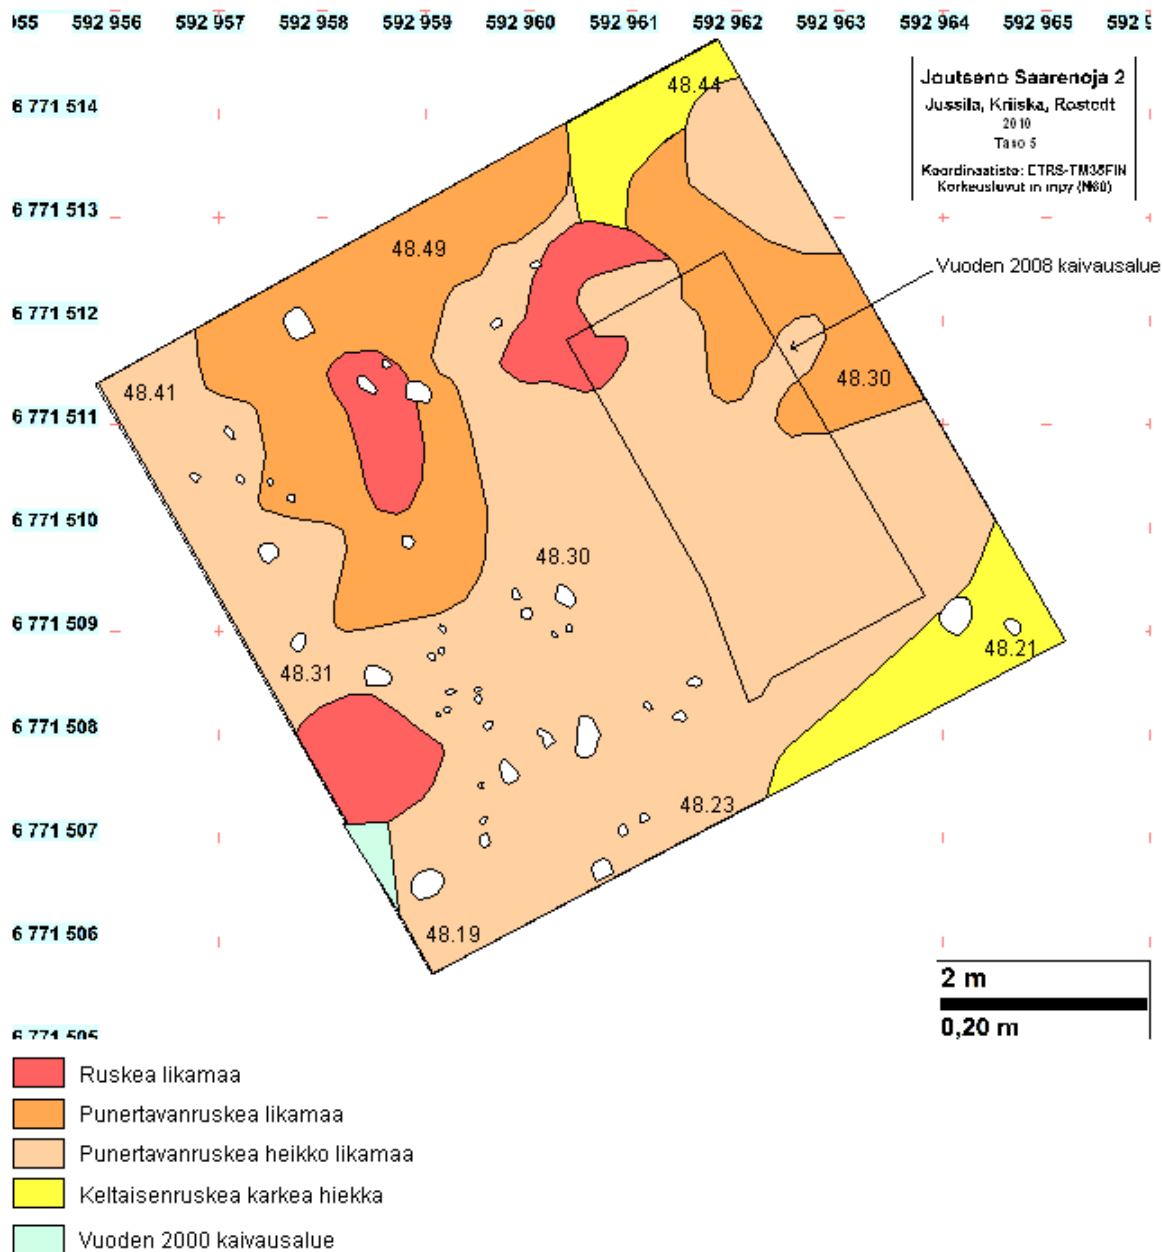 955 592 956 592 957 592 958 592 959 592 960 592 961 592 962 592 963 592 964 592 965
Joutseno Saarenoja 2
Jussila, Kriiska, Rostedt
2010
Taso 5
Koordinaatisto: ETRS-TM35FIN
Korkeusluvut m mpy (N60)
6 771 514
48.44
6 771 513
48.49
Vuoden 2008 kaivausalue
6 771 512
48.41
48.30
6 771 511
6 771 510
48.30
6 771 509
48.21
48.31
6 771 508
48.23
6 771 507
6 771 506
48.19
2 m
0,20 m
6 771 505
Ruskea likamaa
Punertavanruskea likamaa
Punertavanruskea heikko likamaa
Keltaisenruskea karkea hiekka
Vuoden 2000 kaivausalue